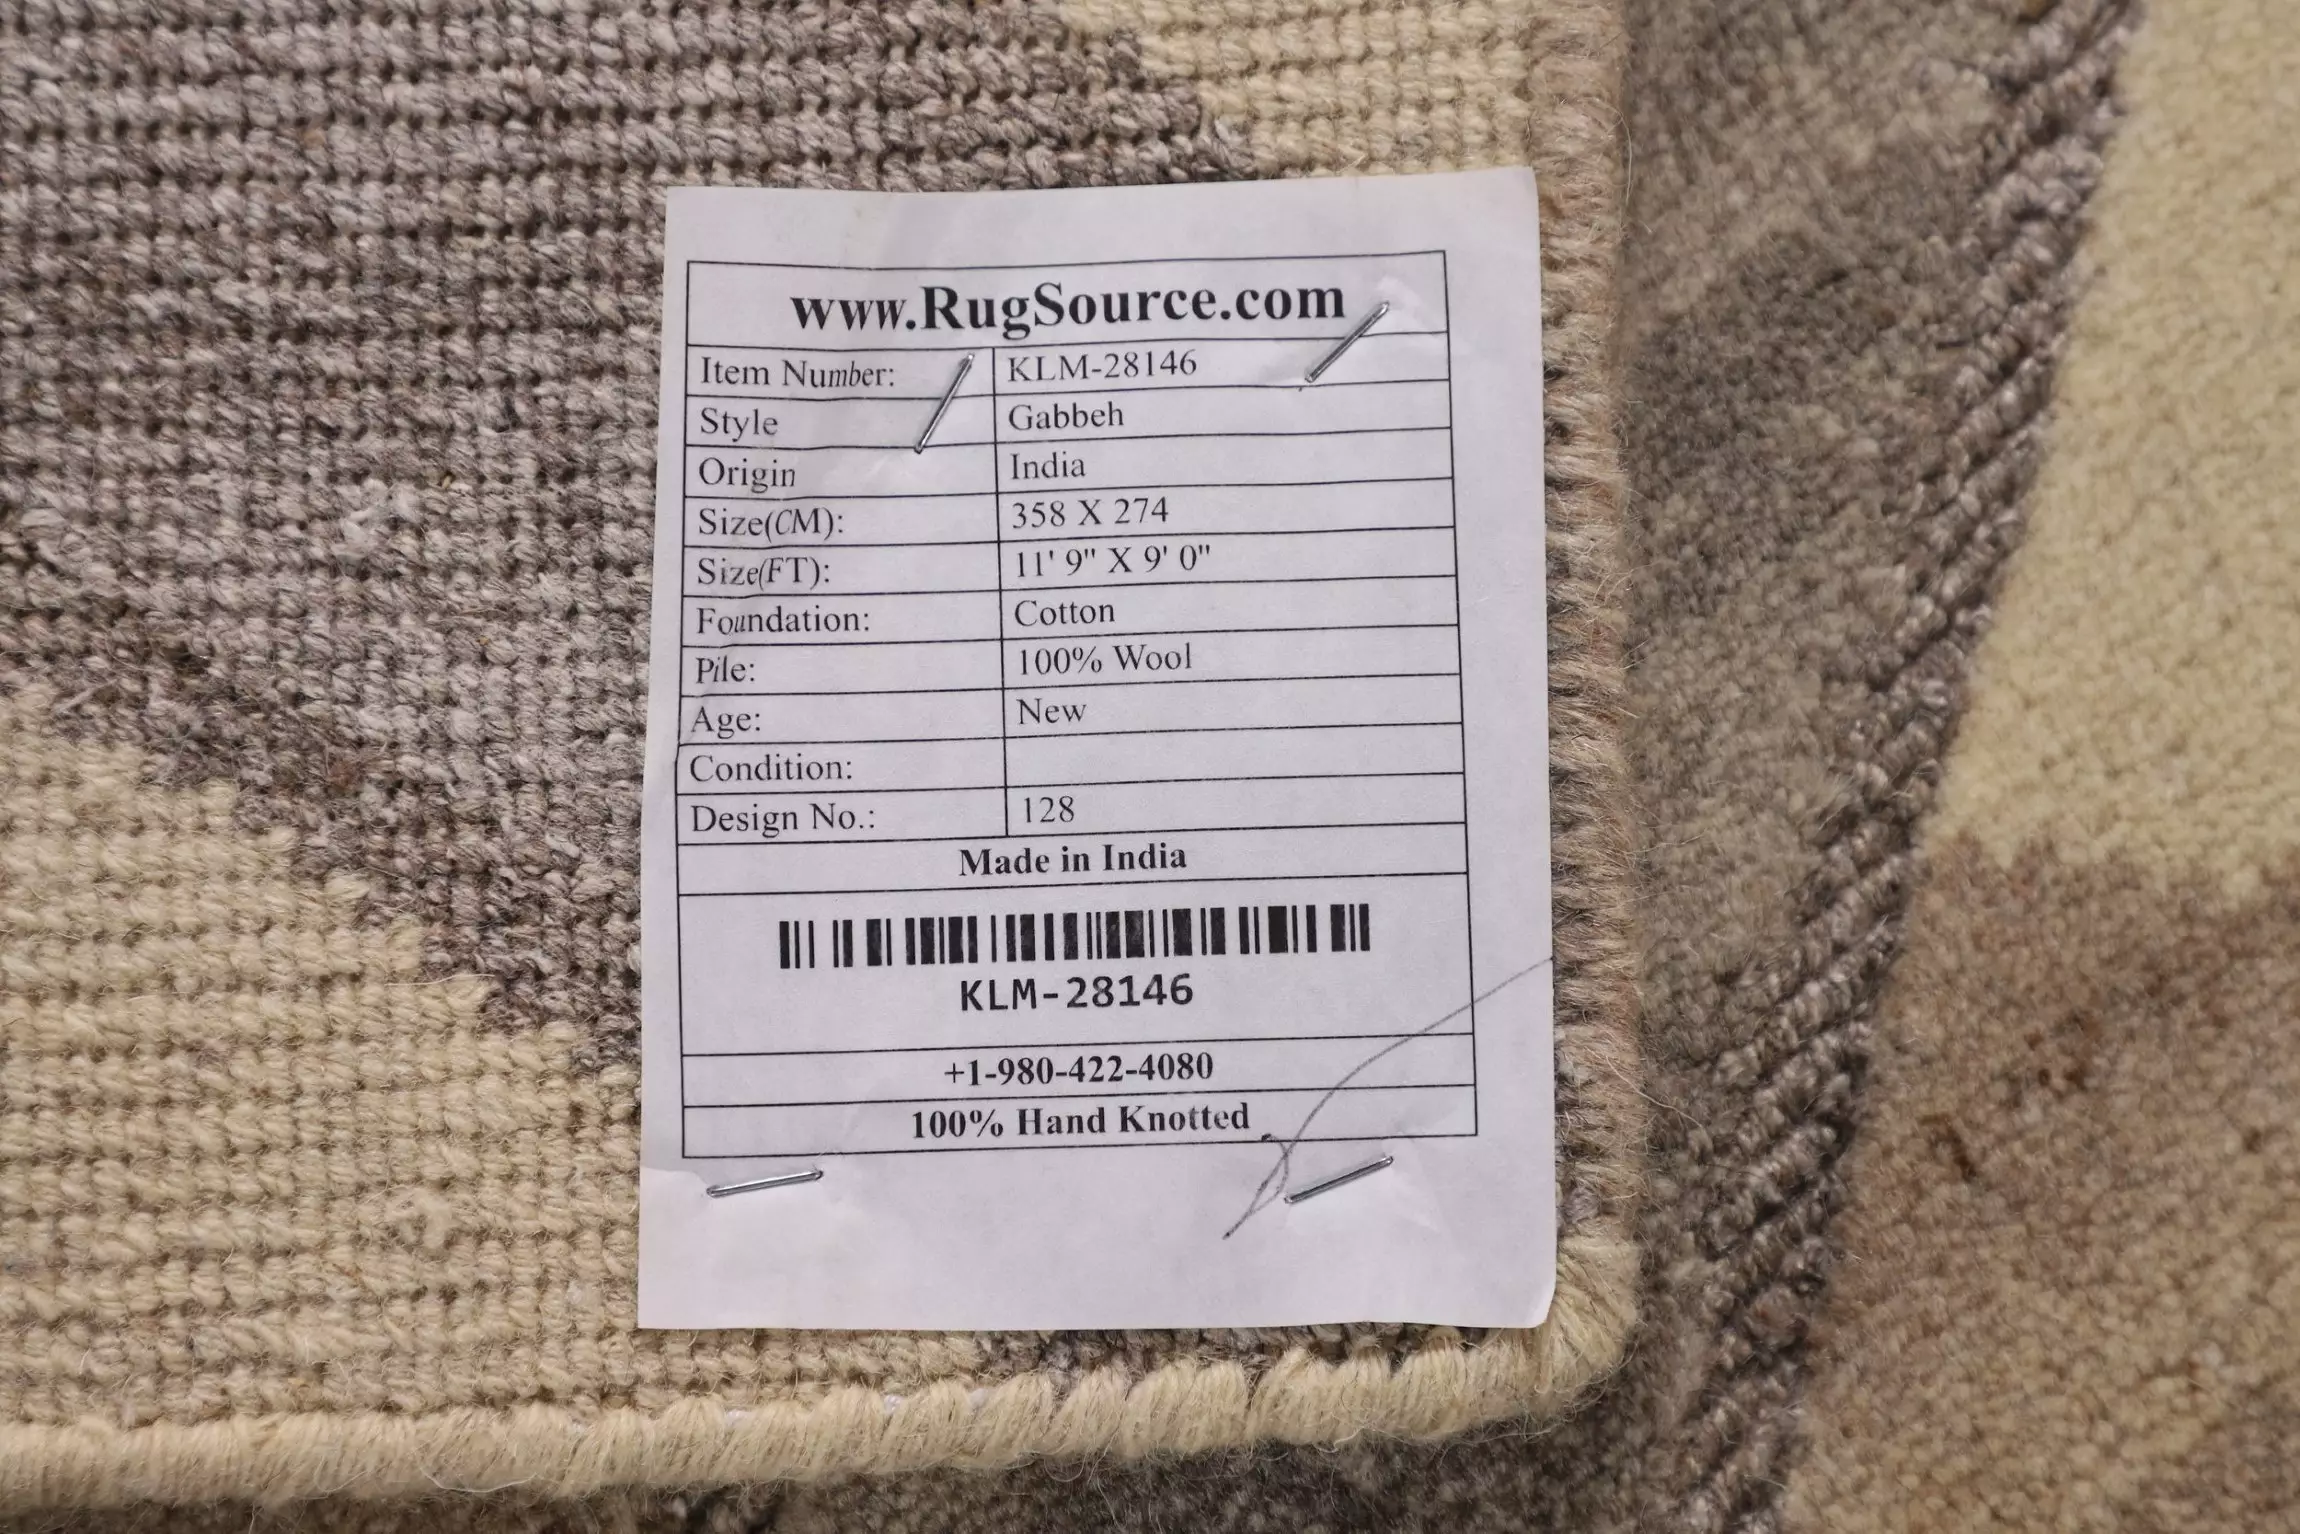 www.RugSource.com
Item Number: KLM-28146
Style Gabbeh
Origin India
Size(CM): 358 X 274
Size(FT): 11' 9" X 9' 0"
Foundation: Cotton
Pile: 100% Wool
Age: New
Condition:
Design No.: 128
Made in India
KLM-28146
+1-980-422-4080
100% Hand Knotted